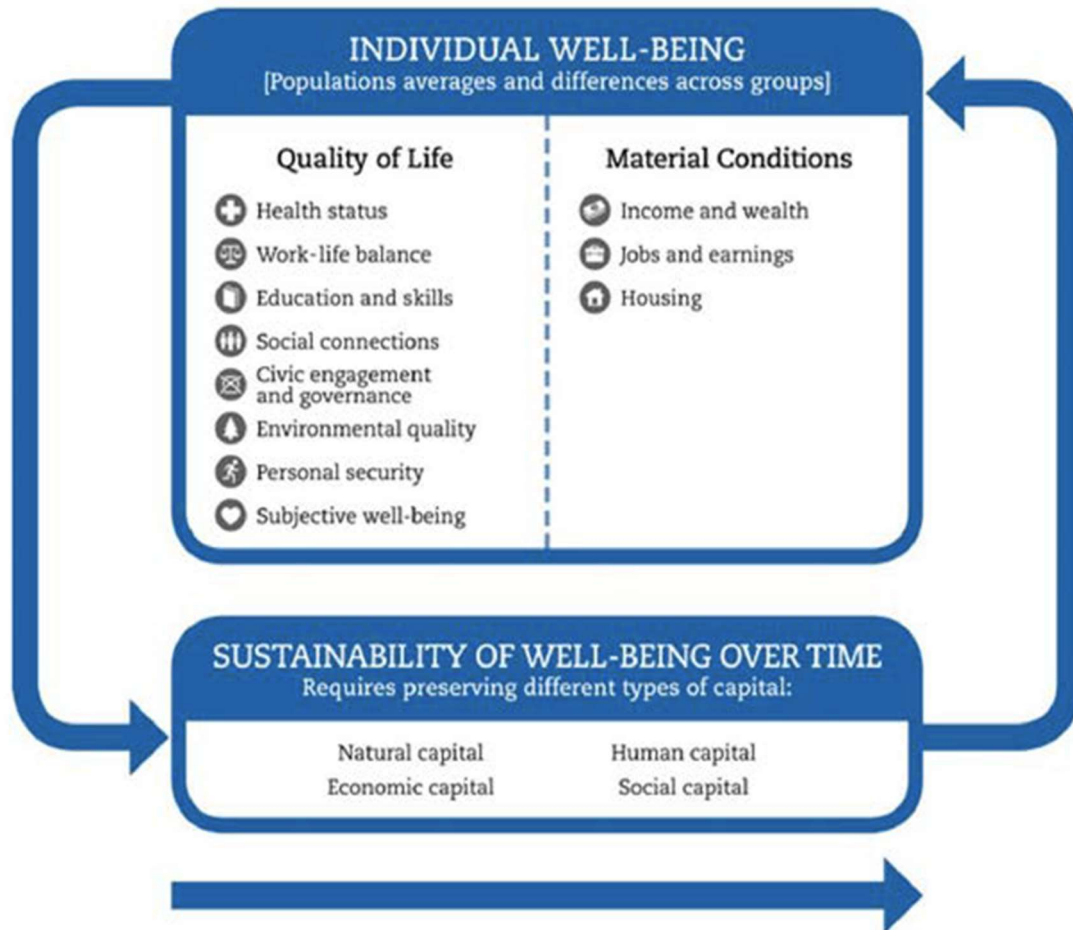 INDIVIDUAL WELL-BEING
[Populations averages and differences across groups]
Quality of Life
Health status
Work-life balance
Education and skills
Social connections
Civic engagement
and governance
Environmental quality
Personal security
Subjective well-being
Material Conditions
Income and wealth
Jobs and earnings
Housing
SUSTAINABILITY OF WELL-BEING OVER TIME
Requires preserving different types of capital:
Natural capital
Human capital
Economic capital
Social capital